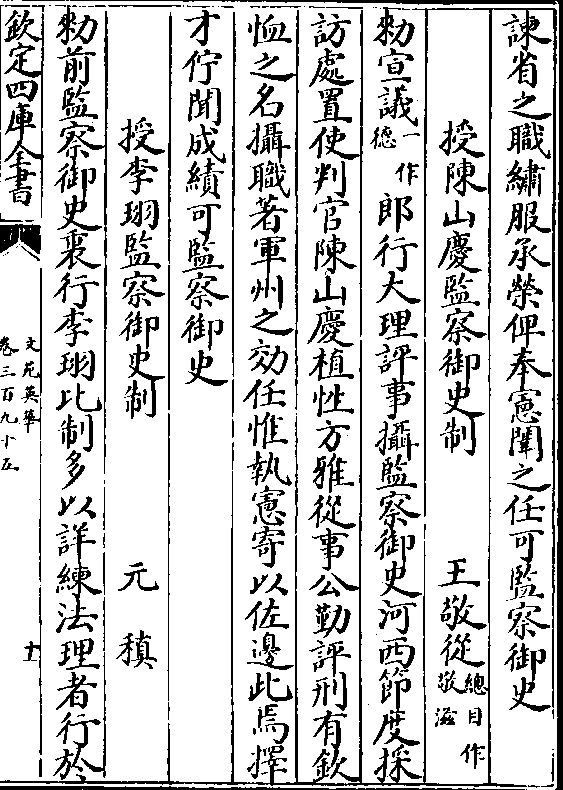 諫省之職繡服承榮俾奉憲闈之任可監察御史
授陳山慶監察御史制 王敬從總目作敬滋
勑宣議一作德郎行大理評事攝監察御史河西節度採
訪處置使判官陳山慶植性方雅從事公勤評刑有欽
恤之名攝職著軍州之効任惟執憲寄以佐邊此焉擇
才佇聞成績可監察御史
授李珝監察御史制 元稹
勑前監察御史裏行李珝比制多以詳練法理者行於
欽定四庫全書
文苑英華
卷三百九十五
十一